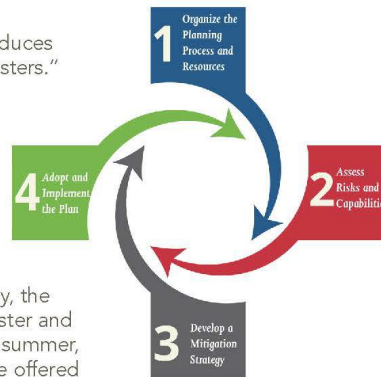 duces
sters.”
1
Organize the
Planning
Process and
Resources
2
Assess
Risks and
Capabiliti
3
Develop a
Mitigation
Strategy
4
Adopt and
Implement
the Plan
y, the
ster and
summer,
e offered